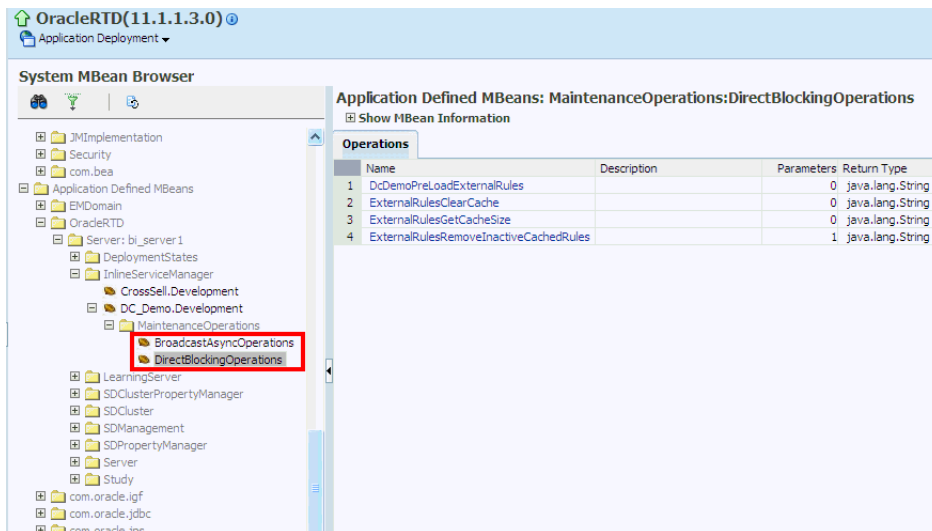 OracleRTD(11.1.1.3.0)
Application Deployment
System MBean Browser
JMImplementation
Security
com.bea
Application Defined MBeans
EMDomain
OracleRTD
Server: bi_server1
DeploymentStates
InlineServiceManager
CrossSell.Development
DC_Demo.Development
MaintenanceOperations
BroadcastAsyncOperations
DirectBlockingOperations
LearningServer
SDClusterPropertyManager
SDCluster
SDManagement
SDPropertyManager
Server
Study
com.oracle.igf
com.oracle.jdbc
com.oracle.jps
Application Defined MBeans: MaintenanceOperations:DirectBlockingOperations
Show MBean Information
Operations
Name Description Parameters Return Type
1 DcDemoPreLoadExternalRules 0 java.lang.String
2 ExternalRulesClearCache 0 java.lang.String
3 ExternalRulesGetCacheSize 0 java.lang.String
4 ExternalRulesRemoveInactiveCachedRules 1 java.lang.String